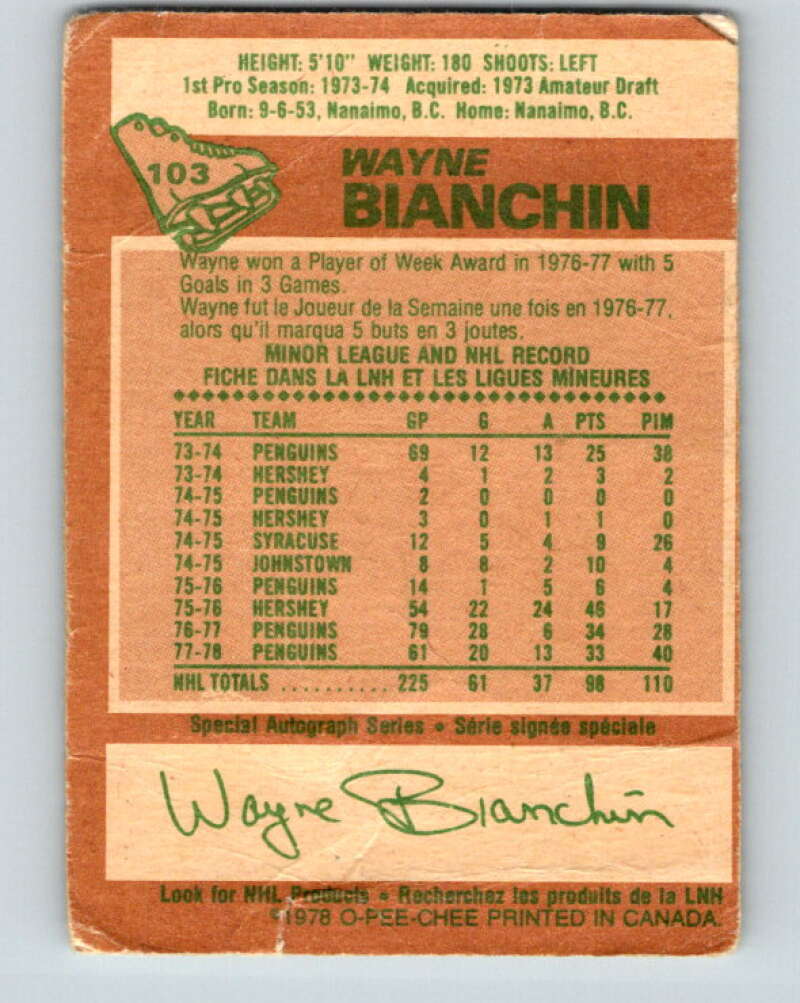 HEIGHT: 5'10" WEIGHT: 180 SHOOTS: LEFT
1st Pro Season: 1973-74 Acquired: 1973 Amateur Draft
Born: 9-6-53, Nanaimo, B.C. Home: Nanaimo, B.C.
103
WAYNE
BIANCHIN
Wayne won a Player of Week Award in 1976-77 with 5
Goals in 3 Games.
Wayne fut le Joueur de la Semaine une fois en 1976-77,
alors qu'il marqua 5 buts en 3 joutes.
MINOR LEAGUE AND NHL RECORD
FICHE DANS LA LNH ET LES LIGUES MINEURES
YEAR TEAM GP G A PTS PIM
73-74 PENGUINS 69 12 13 25 38
73-74 HERSHEY 4 1 2 3 2
74-75 PENGUINS 2 0 0 0 0
74-75 HERSHEY 3 0 1 1 0
74-75 SYRACUSE 12 5 4 9 26
74-75 JOHNSTOWN 8 8 2 10 4
75-76 PENGUINS 14 1 5 6 4
75-76 HERSHEY 54 22 24 46 17
76-77 PENGUINS 79 28 6 34 28
77-78 PENGUINS 61 20 13 33 40
NHL TOTALS .......... 225 61 37 98 110
Special Autograph Series • Série signée spéciale
Wayne Bianchin
Look for NHL Products • Recherchez les produits de la LNH
©1978 O-PEE-CHEE PRINTED IN CANADA.